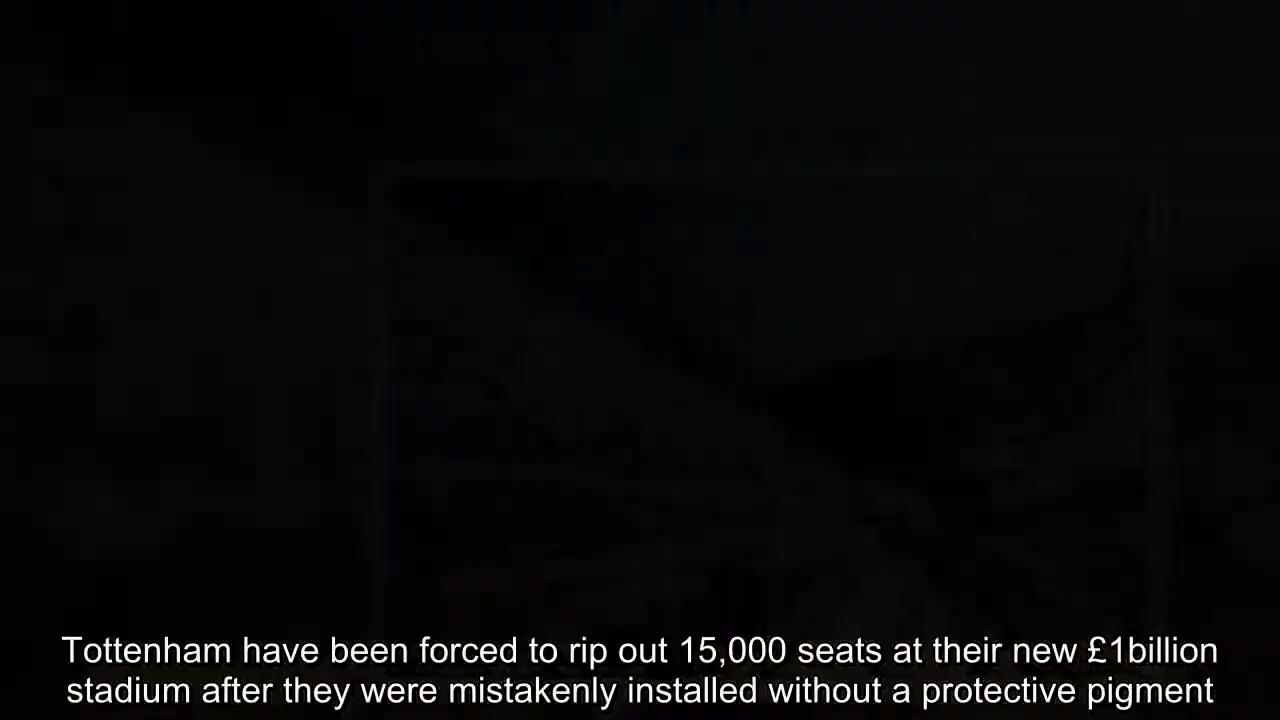 Tottenham have been forced to rip out 15,000 seats at their new £1billion
stadium after they were mistakenly installed without a protective pigment